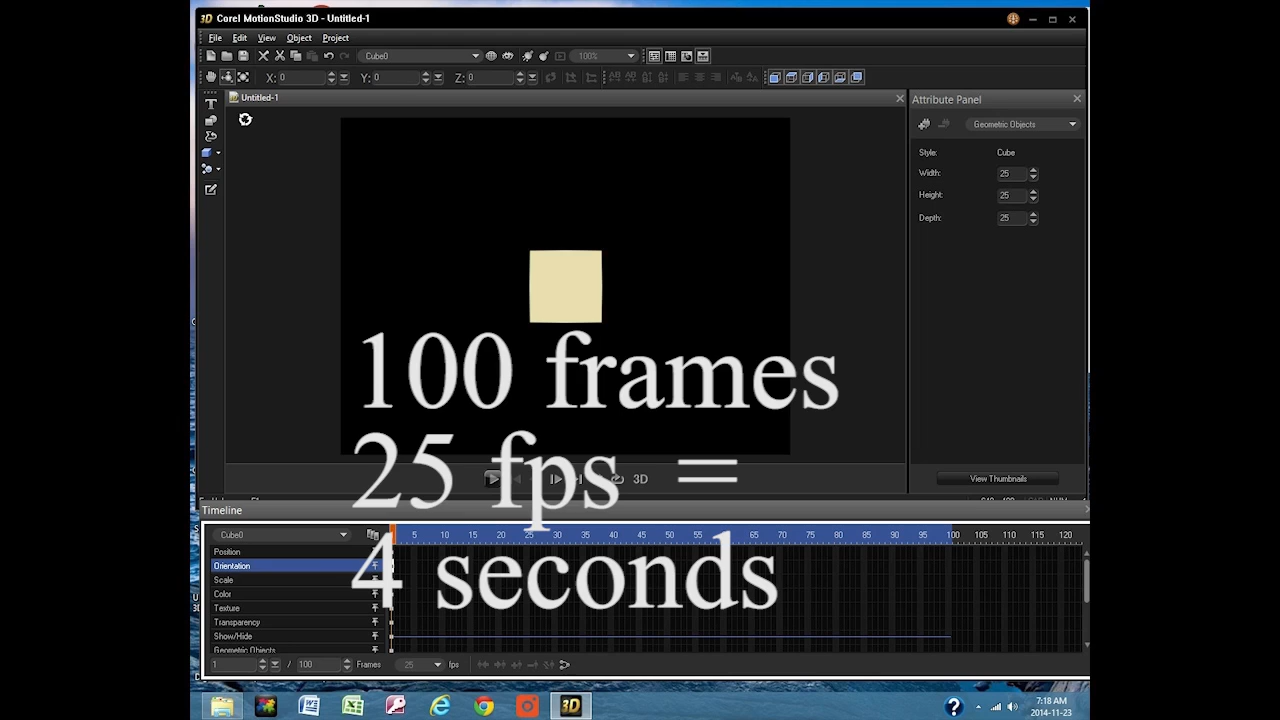 3D Corel MotionStudio 3D - Untitled-1
File Edit View Object Project
Cube0 100%
X: 0 Y: 0 Z: 0
Untitled-1
Attribute Panel
Geometric Objects
Style: Cube
Width: 25
Height: 25
Depth: 25
100 frames
25 fps =
4 seconds
3D
View Thumbnails
Timeline
Cube0
5 10 15 20 25 30 35 40 45 50 55 65 70 75 80 85 90 95 100 105 110 115 120
Position
Orientation
Scale
Color
Texture
Transparency
Show/Hide
Geometric Objects
1 / 100 Frames 25 fps
7:18 AM
2014-11-23